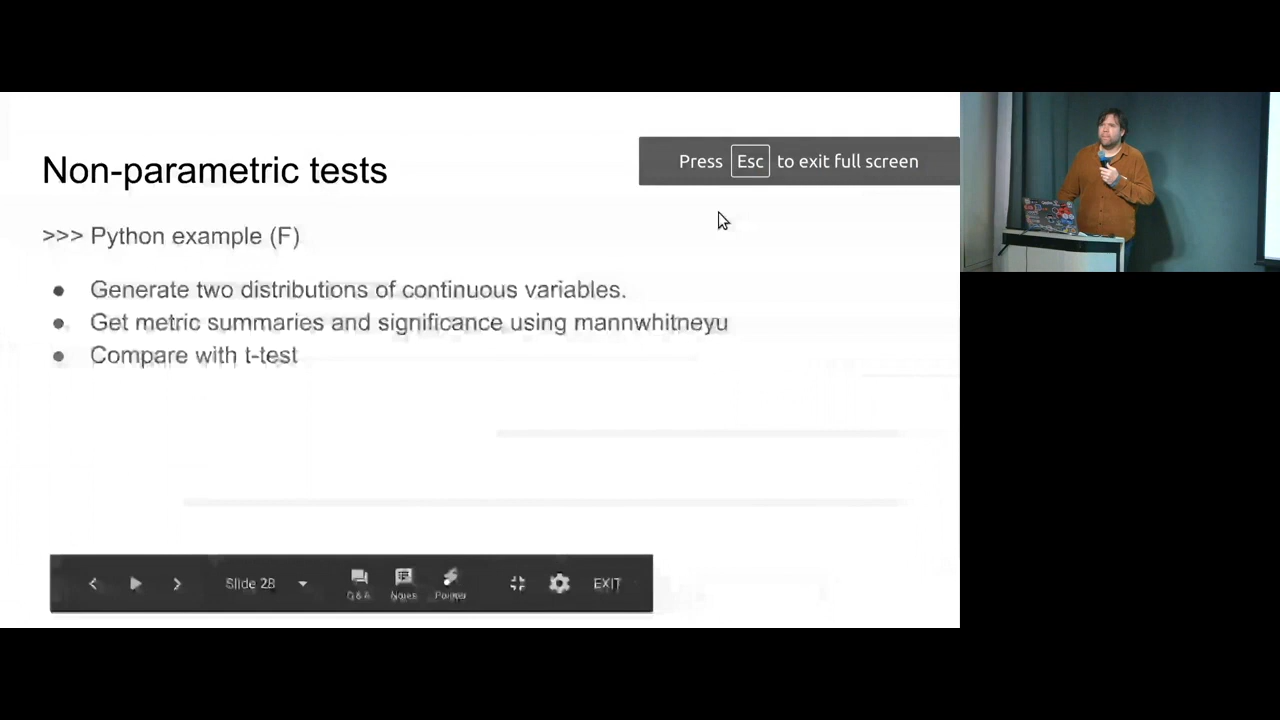 Non-parametric tests
Press Esc to exit full screen
>>> Python example (F)
● Generate two distributions of continuous variables.
● Get metric summaries and significance using mannwhitneyu
● Compare with t-test
Slide 28
Q&A Notes Pointer
EXIT